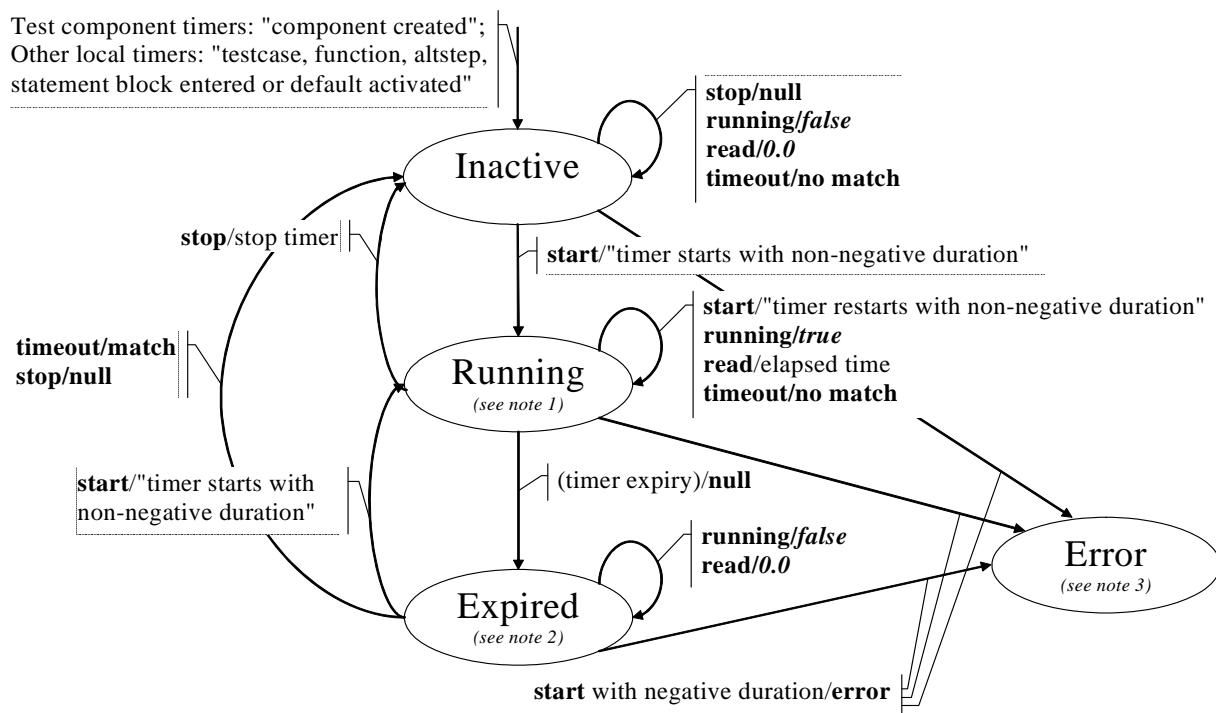 Test component timers: "component created";
Other local timers: "testcase, function, altstep,
statement block entered or default activated"
stop/null
running/false
read/0.0
timeout/no match
Inactive
stop/stop timer
start/"timer starts with non-negative duration"
start/"timer restarts with non-negative duration"
running/true
read/elapsed time
timeout/no match
timeout/match
stop/null
Running
(see note 1)
start/"timer starts with
non-negative duration"
(timer expiry)/null
running/false
read/0.0
Error
(see note 3)
Expired
(see note 2)
start with negative duration/error